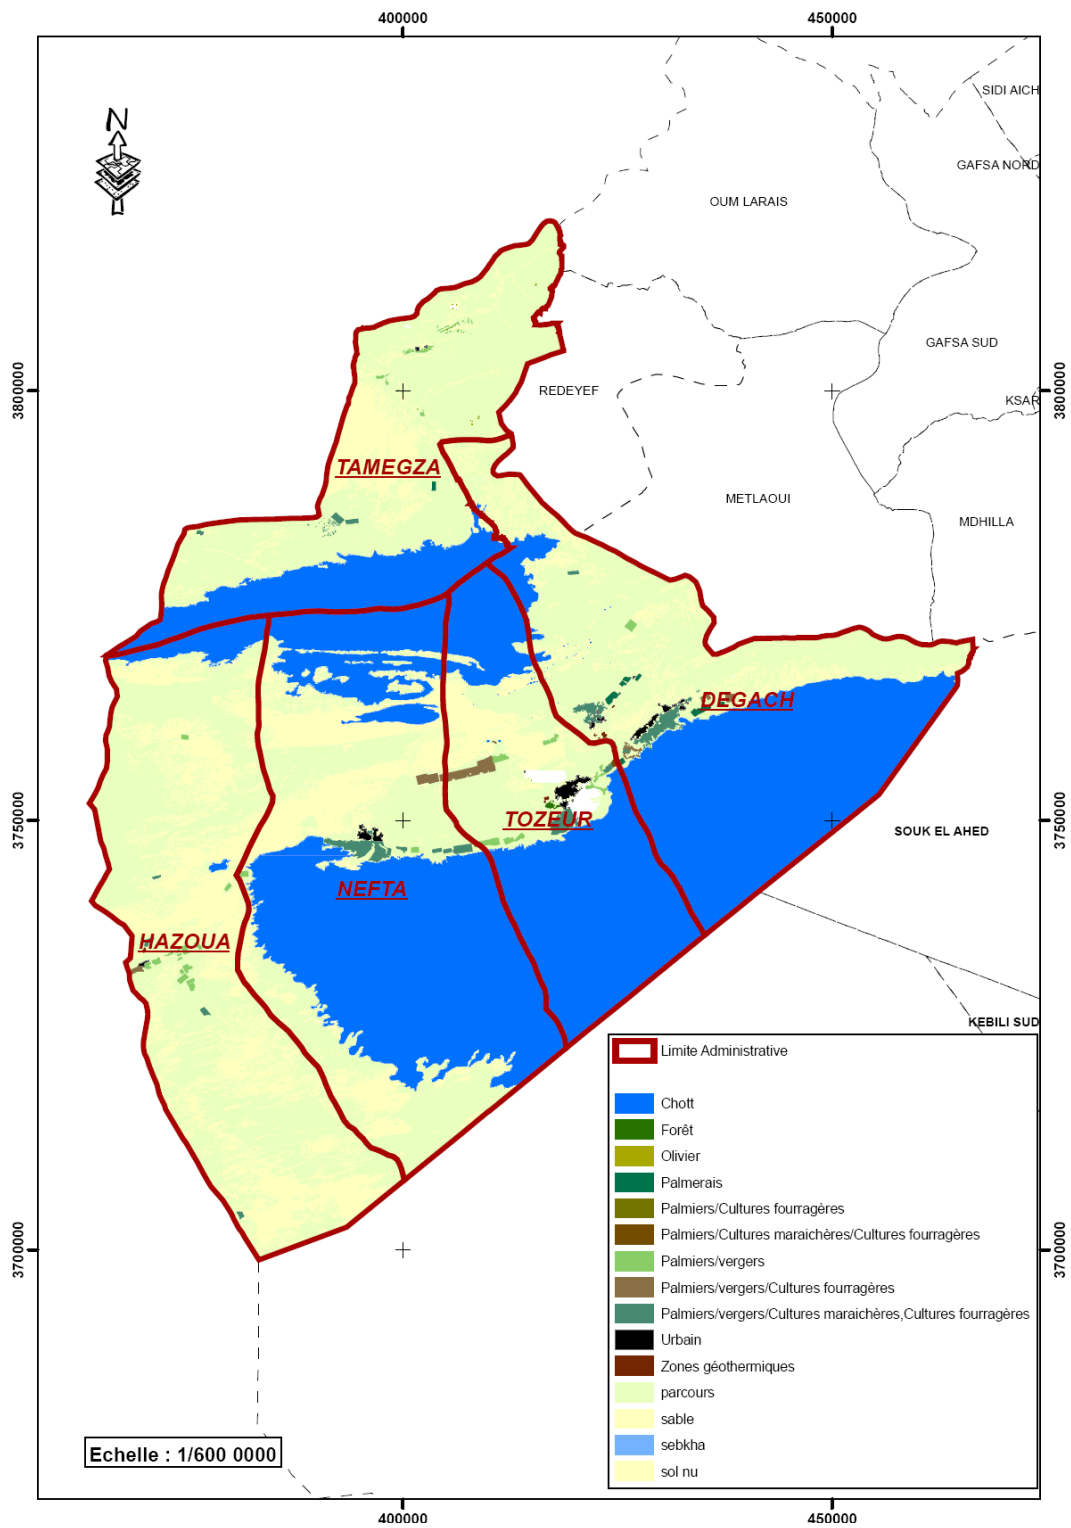 400000
450000
N
SIDI AICH
GAFSA NORD
OUM LARAIS
GAFSA SUD
3800000
3800000
REDEYEF
KSAR
TAMEGZA
METLAOUI
MDHILLA
DEGACH
3750000
3750000
TOZEUR
SOUK EL AHED
NEFTA
HAZOUA
KEBILI SUD
Limite Administrative
Chott
Forêt
Olivier
Palmerais
Palmiers/Cultures fourragères
Palmiers/Cultures maraichères/Cultures fourragères
3700000
3700000
Palmiers/vergers
Palmiers/vergers/Cultures fourragères
Palmiers/vergers/Cultures maraichères,Cultures fourragères
Urbain
Zones géothermiques
parcours
sable
sebkha
sol nu
Echelle : 1/600 0000
400000
450000